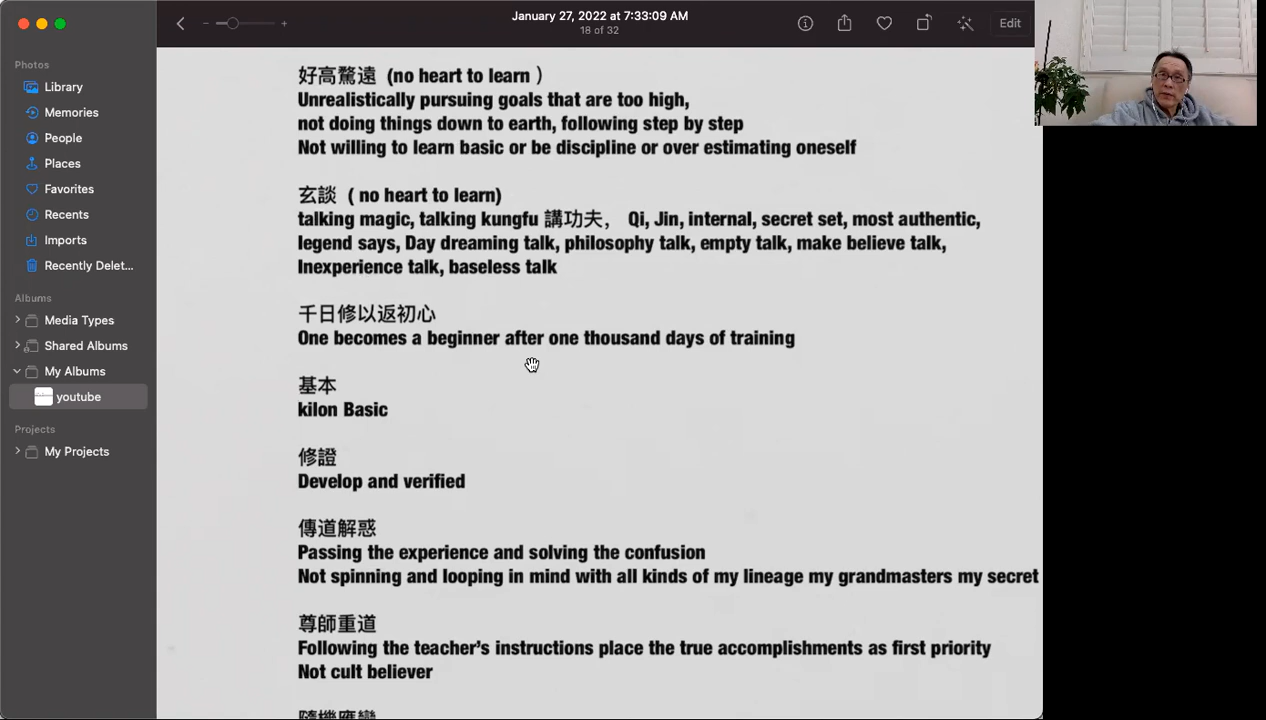 January 27, 2022 at 7:33:09 AM
18 of 32
Edit
Photos
Library
Memories
People
Places
Favorites
Recents
Imports
Recently Delet...
Albums
Media Types
Shared Albums
My Albums
youtube
Projects
My Projects
好高騖遠 (no heart to learn )
Unrealistically pursuing goals that are too high,
not doing things down to earth, following step by step
Not willing to learn basic or be discipline or over estimating oneself
玄談 ( no heart to learn)
talking magic, talking kungfu 講功夫, Qi, Jin, internal, secret set, most authentic,
legend says, Day dreaming talk, philosophy talk, empty talk, make believe talk,
Inexperience talk, baseless talk
千日修以返初心
One becomes a beginner after one thousand days of training
基本
kilon Basic
修證
Develop and verified
傳道解惑
Passing the experience and solving the confusion
Not spinning and looping in mind with all kinds of my lineage my grandmasters my secret
尊師重道
Following the teacher’s instructions place the true accomplishments as first priority
Not cult believer
隨機應變